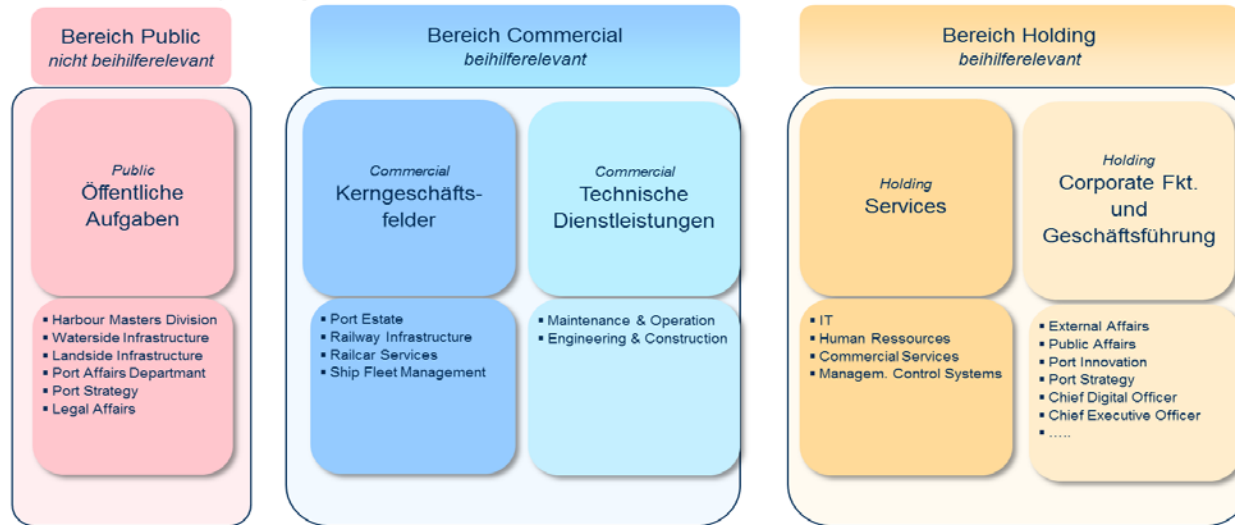 Bereich Public
nicht beihilferelevant
Bereich Commercial
beihilferelevant
Bereich Holding
beihilferelevant
Public
Öffentliche
Aufgaben
Commercial
Kerngeschäfts-
felder
Commercial
Technische
Dienstleistungen
Holding
Services
Holding
Corporate Fkt.
und
Geschäftsführung
▪ Harbour Masters Division
▪ Waterside Infrastructure
▪ Landside Infrastructure
▪ Port Affairs Departmant
▪ Port Strategy
▪ Legal Affairs
▪ Port Estate
▪ Railway Infrastructure
▪ Railcar Services
▪ Ship Fleet Management
▪ Maintenance & Operation
▪ Engineering & Construction
▪ IT
▪ Human Ressources
▪ Commercial Services
▪ Managem. Control Systems
▪ External Affairs
▪ Public Affairs
▪ Port Innovation
▪ Port Strategy
▪ Chief Digital Officer
▪ Chief Executive Officer
▪ .....